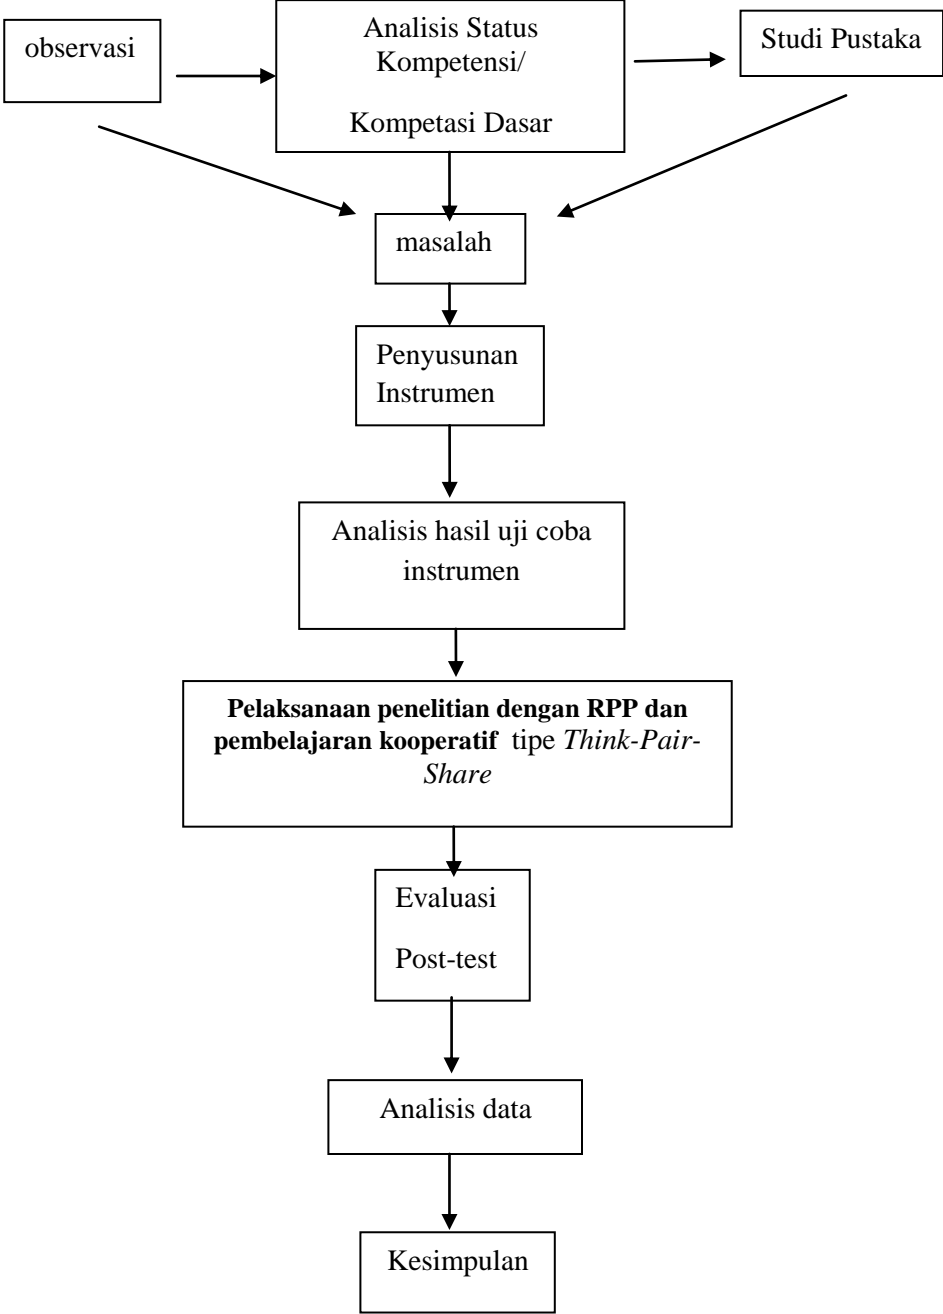 observasi
Analisis Status
Kompetensi/
Kompetasi Dasar
Studi Pustaka
masalah
Penyusunan
Instrumen
Analisis hasil uji coba
instrumen
Pelaksanaan penelitian dengan RPP dan
pembelajaran kooperatif tipe Think-Pair-
Share
Evaluasi
Post-test
Analisis data
Kesimpulan